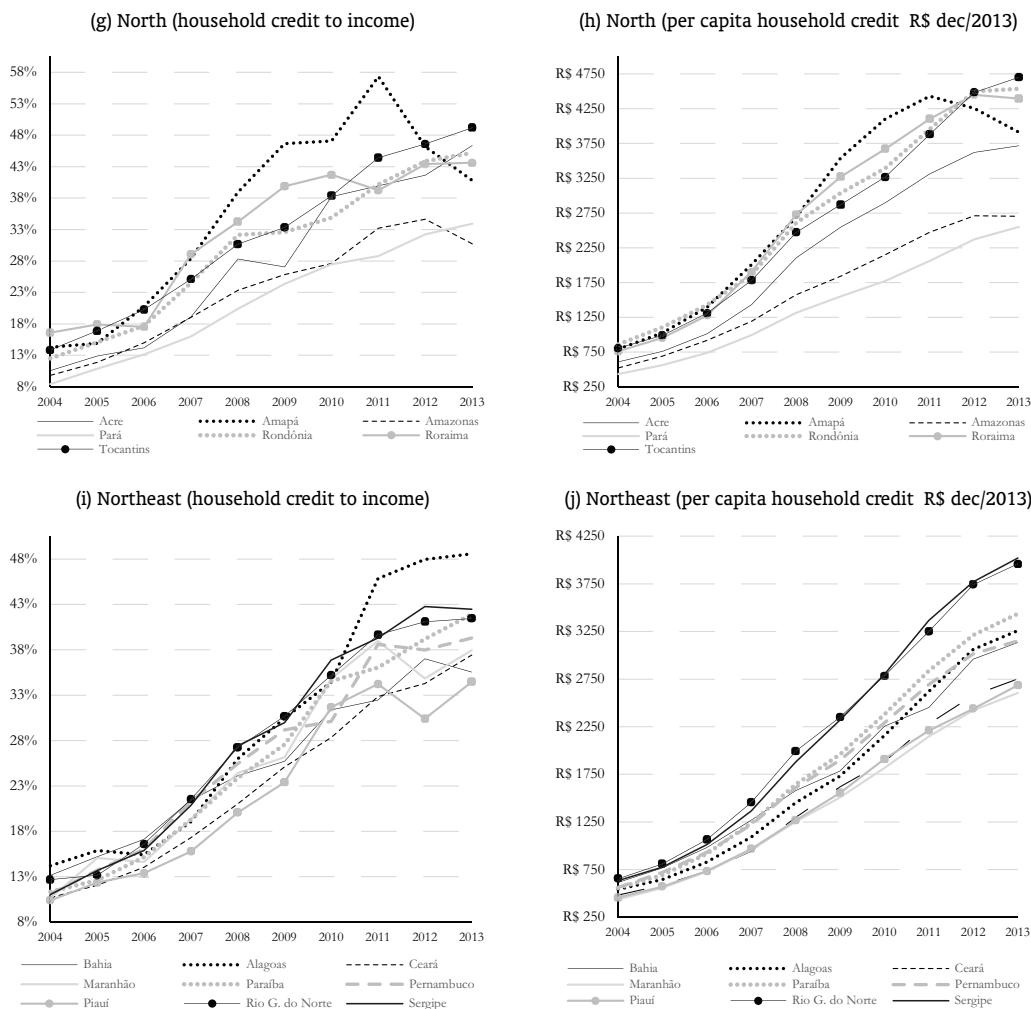 (g) North (household credit to income)
58%
53%
48%
43%
38%
33%
28%
23%
18%
13%
8%
2004 2005 2006 2007 2008 2009 2010 2011 2012 2013
Acre Amapá Amazonas
Pará Rondônia Roraima
Tocantins
(h) North (per capita household credit R$ dec/2013)
R$ 4750
R$ 4250
R$ 3750
R$ 3250
R$ 2750
R$ 2250
R$ 1750
R$ 1250
R$ 750
R$ 250
2004 2005 2006 2007 2008 2009 2010 2011 2012 2013
Acre Amapá Amazonas
Pará Rondônia Roraima
Tocantins
(i) Northeast (household credit to income)
48%
43%
38%
33%
28%
23%
18%
13%
8%
2004 2005 2006 2007 2008 2009 2010 2011 2012 2013
Bahia Alagoas Ceará
Maranhão Paraíba Pernambuco
Piauí Rio G. do Norte Sergipe
(j) Northeast (per capita household credit R$ dec/2013)
R$ 4250
R$ 3750
R$ 3250
R$ 2750
R$ 2250
R$ 1750
R$ 1250
R$ 750
R$ 250
2004 2005 2006 2007 2008 2009 2010 2011 2012 2013
Bahia Alagoas Ceará
Maranhão Paraíba Pernambuco
Piauí Rio G. do Norte Sergipe